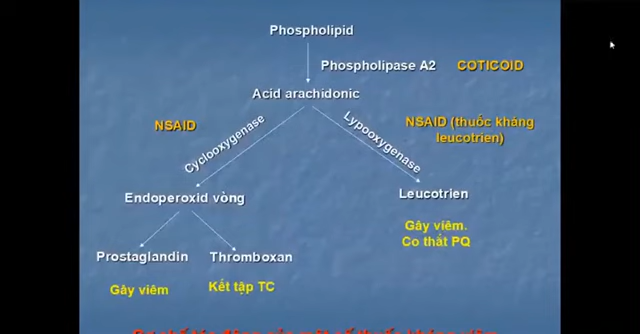 Phospholipid
Phospholipase A2 COTICOID
Acid arachidonic
NSAID
Cyclooxygenase
Lypooxygenase
NSAID (thuốc kháng
leucotrien)
Endoperoxid vòng
Leucotrien
Gây viêm.
Co thắt PQ
Prostaglandin
Thromboxan
Gây viêm
Kết tập TC